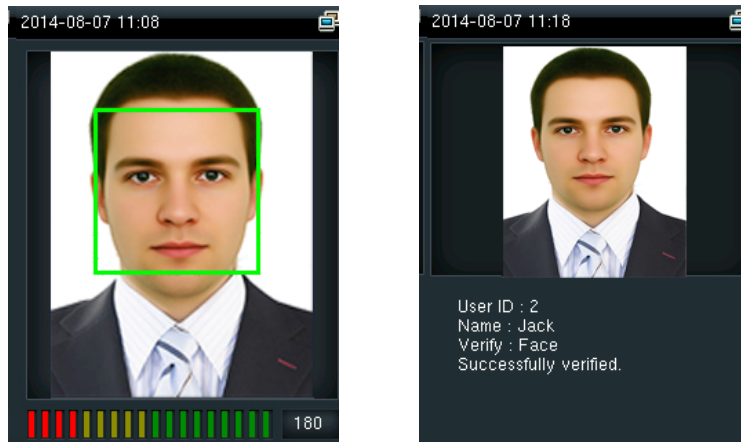 2014-08-07 11:08
180
2014-08-07 11:18
User ID : 2
Name : Jack
Verify : Face
Successfully verified.